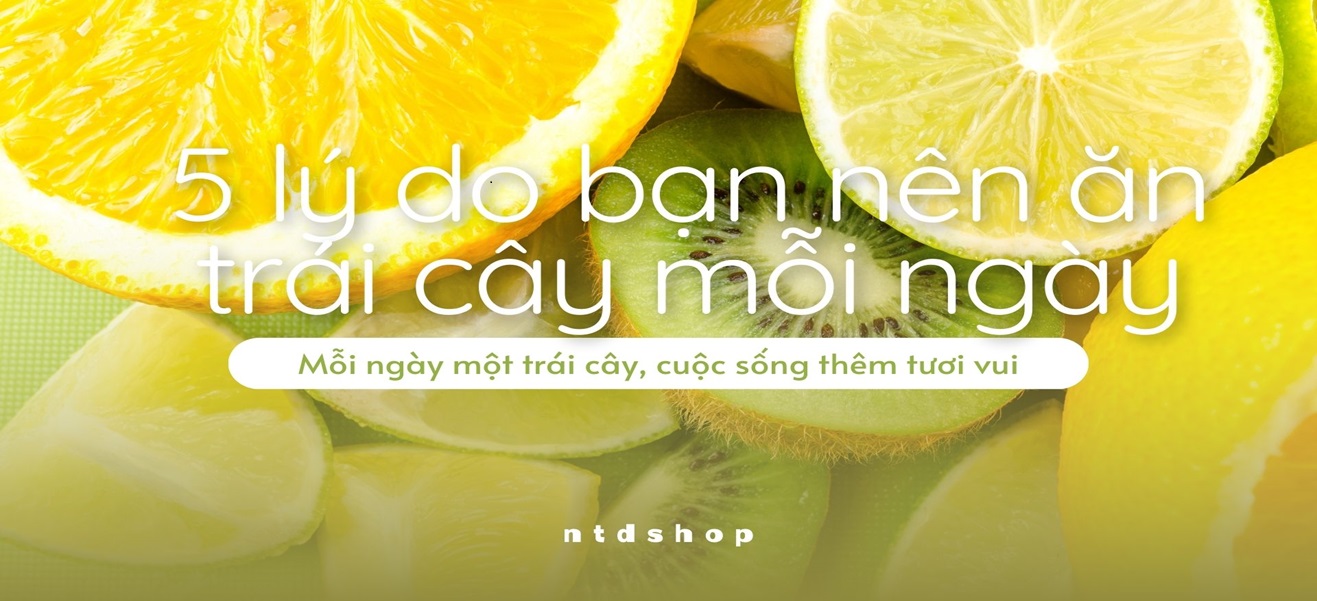 5 lý do bạn nên ăn
trái cây mỗi ngày
Mỗi ngày một trái cây, cuộc sống thêm tươi vui
ntdshop